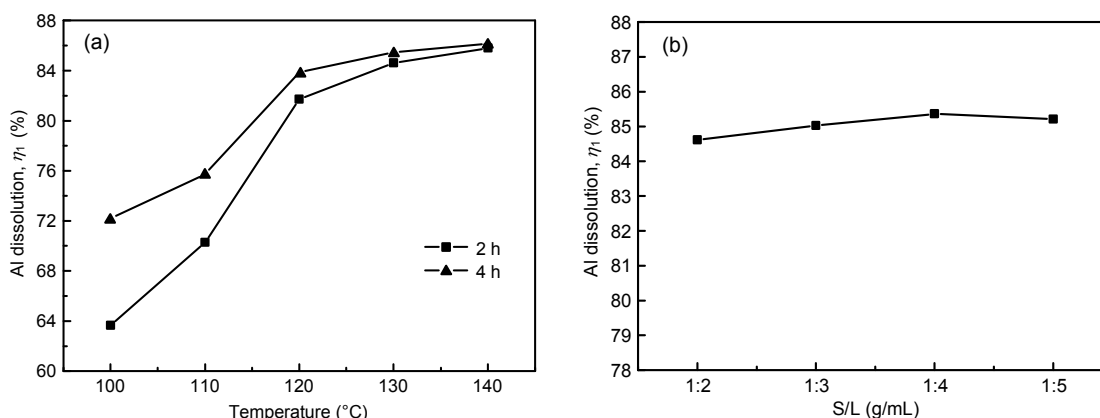 (a)
Al dissolution, η₁ (%)
88
84
80
76
72
68
64
60
2 h
4 h
100 110 120 130 140
Temperature (°C)
(b)
Al dissolution, η₁ (%)
88
87
86
85
84
83
82
81
80
79
78
1:2 1:3 1:4 1:5
S/L (g/mL)